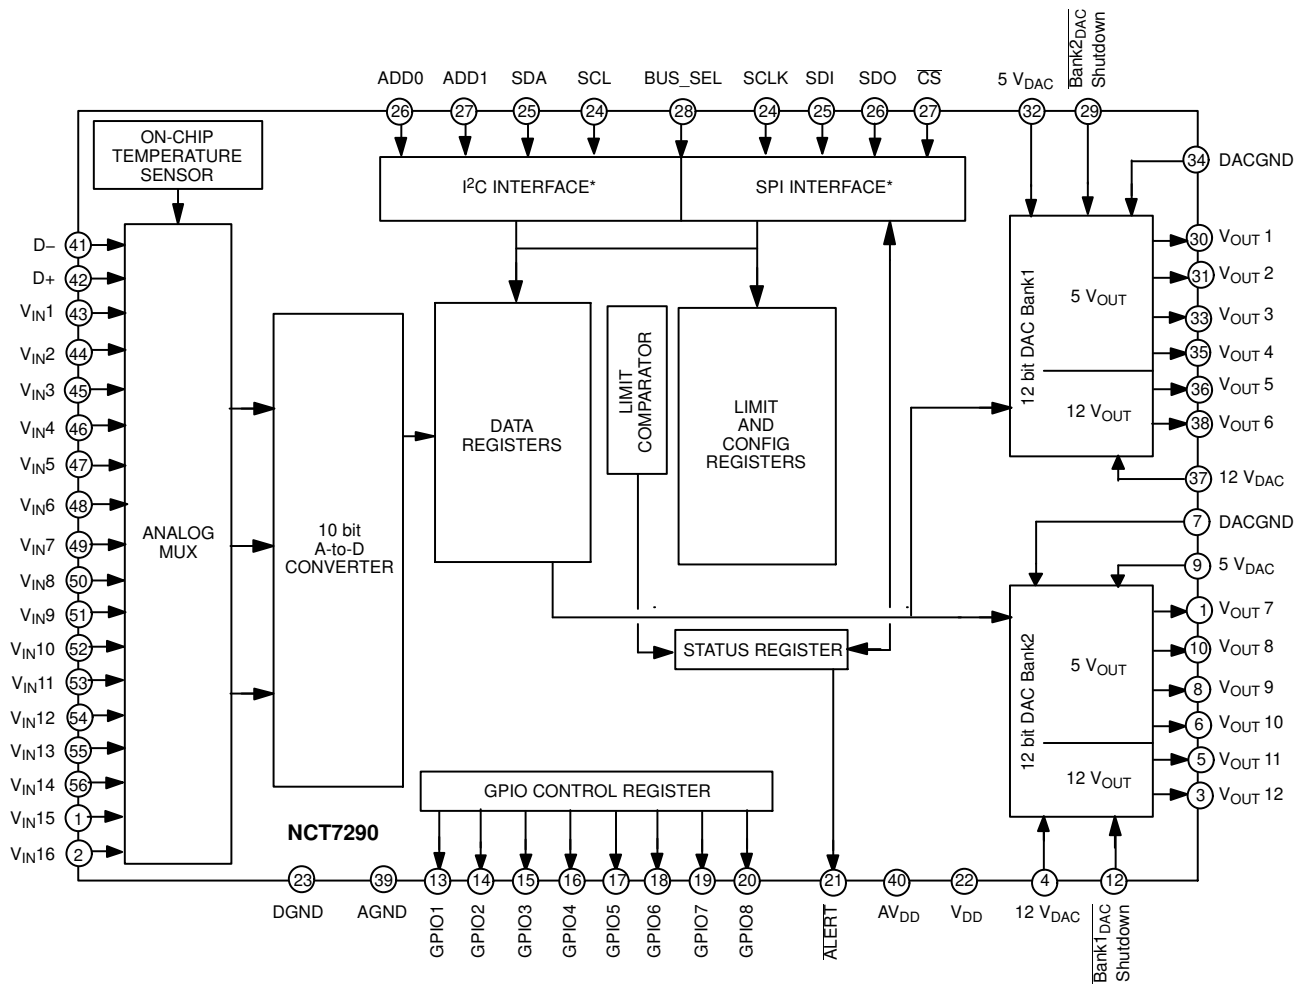 ADD0 ADD1 SDA SCL BUS_SEL SCLK SDI SDO CS 5 VDAC Bank2DAC Shutdown
26 27 25 24 28 24 25 26 27 32 29
ON-CHIP
TEMPERATURE
SENSOR
I2C INTERFACE*
SPI INTERFACE*
34 DACGND
D– 41
D+ 42
VIN1 43
VIN2 44
VIN3 45
VIN4 46
VIN5 47
VIN6 48
VIN7 49
VIN8 50
VIN9 51
VIN10 52
VIN11 53
VIN12 54
VIN13 55
VIN14 56
VIN15 1
VIN16 2
ANALOG
MUX
10 bit
A-to-D
CONVERTER
DATA
REGISTERS
LIMIT
COMPARATOR
LIMIT
AND
CONFIG
REGISTERS
STATUS REGISTER
12 bit DAC Bank1
5 VOUT
12 VOUT
30 VOUT 1
31 VOUT 2
33 VOUT 3
35 VOUT 4
36 VOUT 5
38 VOUT 6
37 12 VDAC
7 DACGND
9 5 VDAC
12 bit DAC Bank2
5 VOUT
12 VOUT
1 VOUT 7
10 VOUT 8
8 VOUT 9
6 VOUT 10
5 VOUT 11
3 VOUT 12
GPIO CONTROL REGISTER
NCT7290
23 39 13 14 15 16 17 18 19 20 21 40 22 4 12
DGND AGND GPIO1 GPIO2 GPIO3 GPIO4 GPIO5 GPIO6 GPIO7 GPIO8 ALERT AVDD VDD 12 VDAC Bank1DAC Shutdown